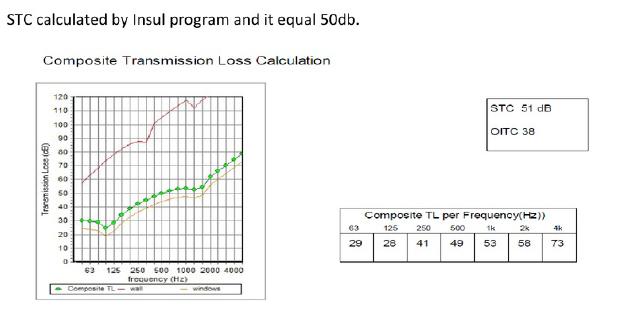 STC calculated by Insul program and it equal 50db.
Composite Transmission Loss Calculation
120
110
100
90
80
70
60
50
40
30
20
10
0
Transmission Loss (dB)
63 125 250 500 1000 2000 4000
frequency (Hz)
Composite TL wall windows
STC 51 dB
OITC 38
Composite TL per Frequency(Hz))
63 125 250 500 1k 2k 4k
29 28 41 49 53 58 73